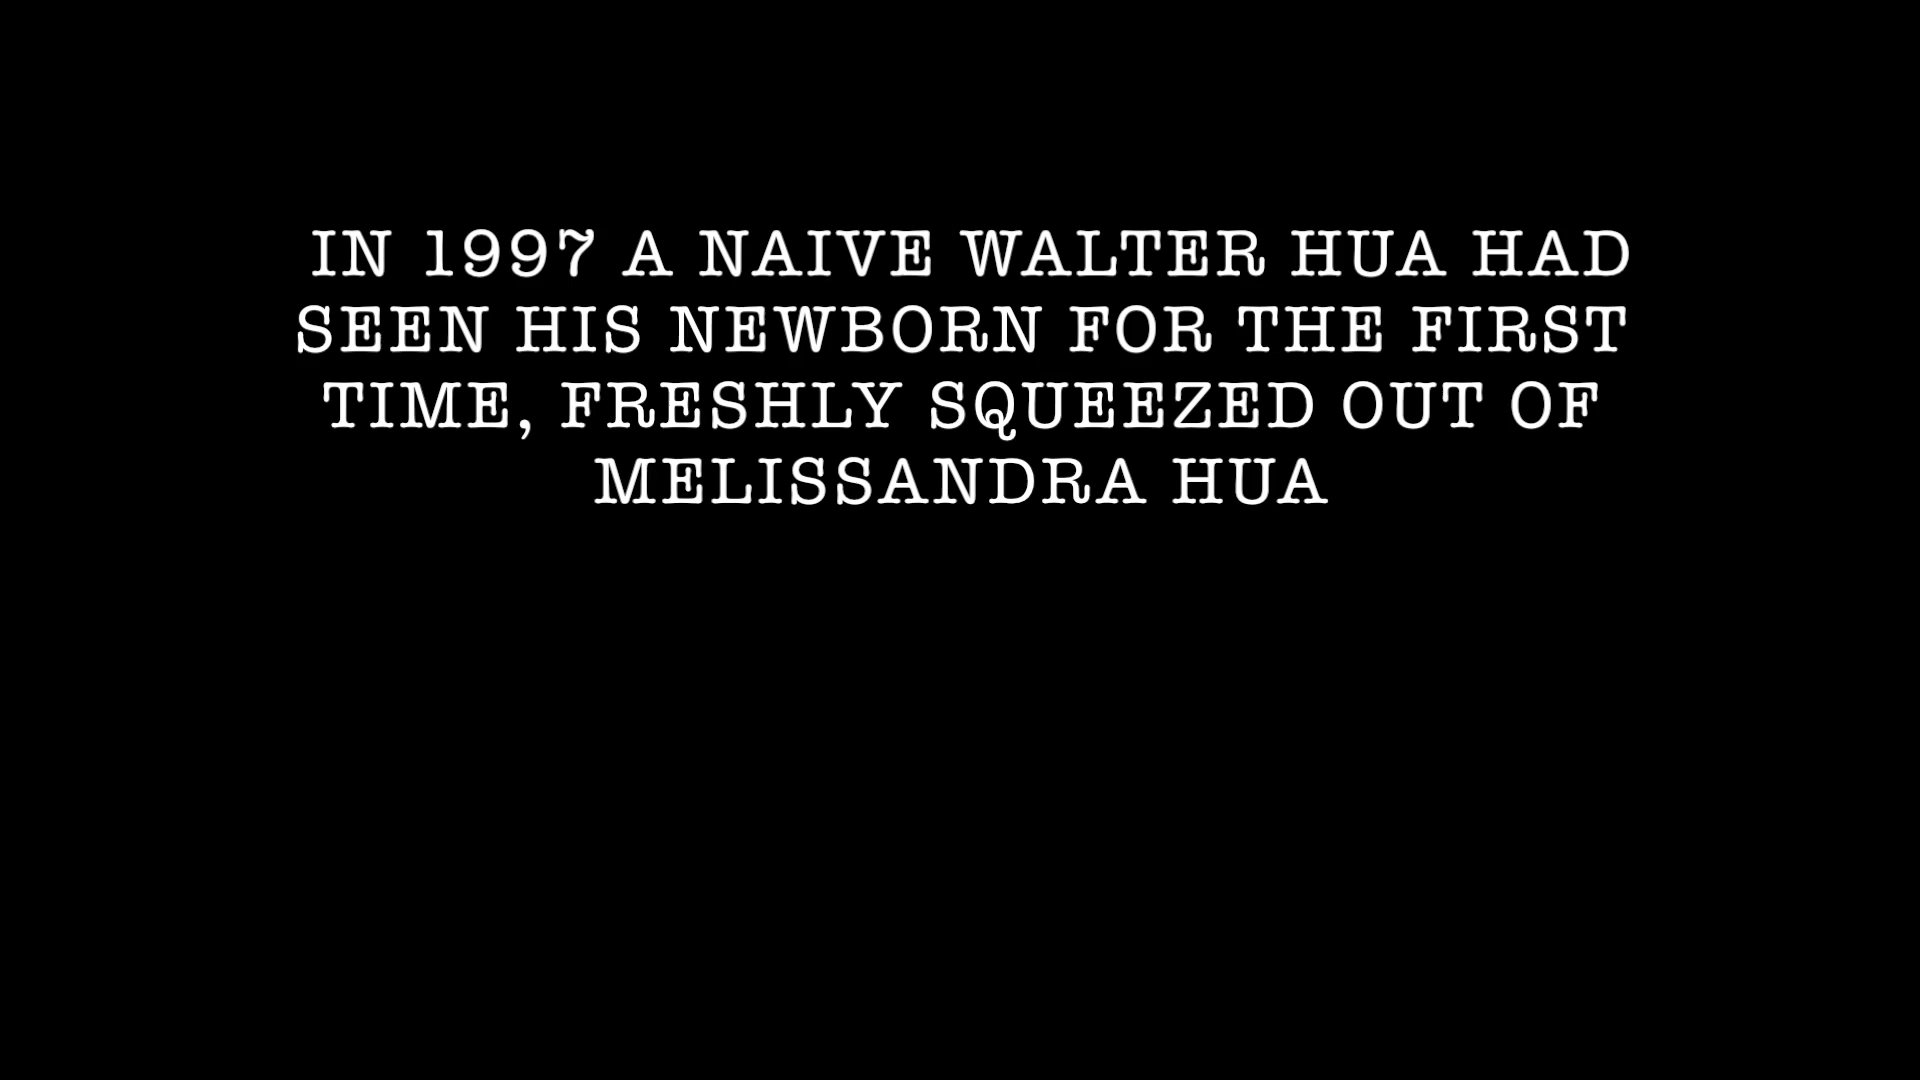 IN 1997 A NAIVE WALTER HUA HAD
SEEN HIS NEWBORN FOR THE FIRST
TIME, FRESHLY SQUEEZED OUT OF
MELISSANDRA HUA